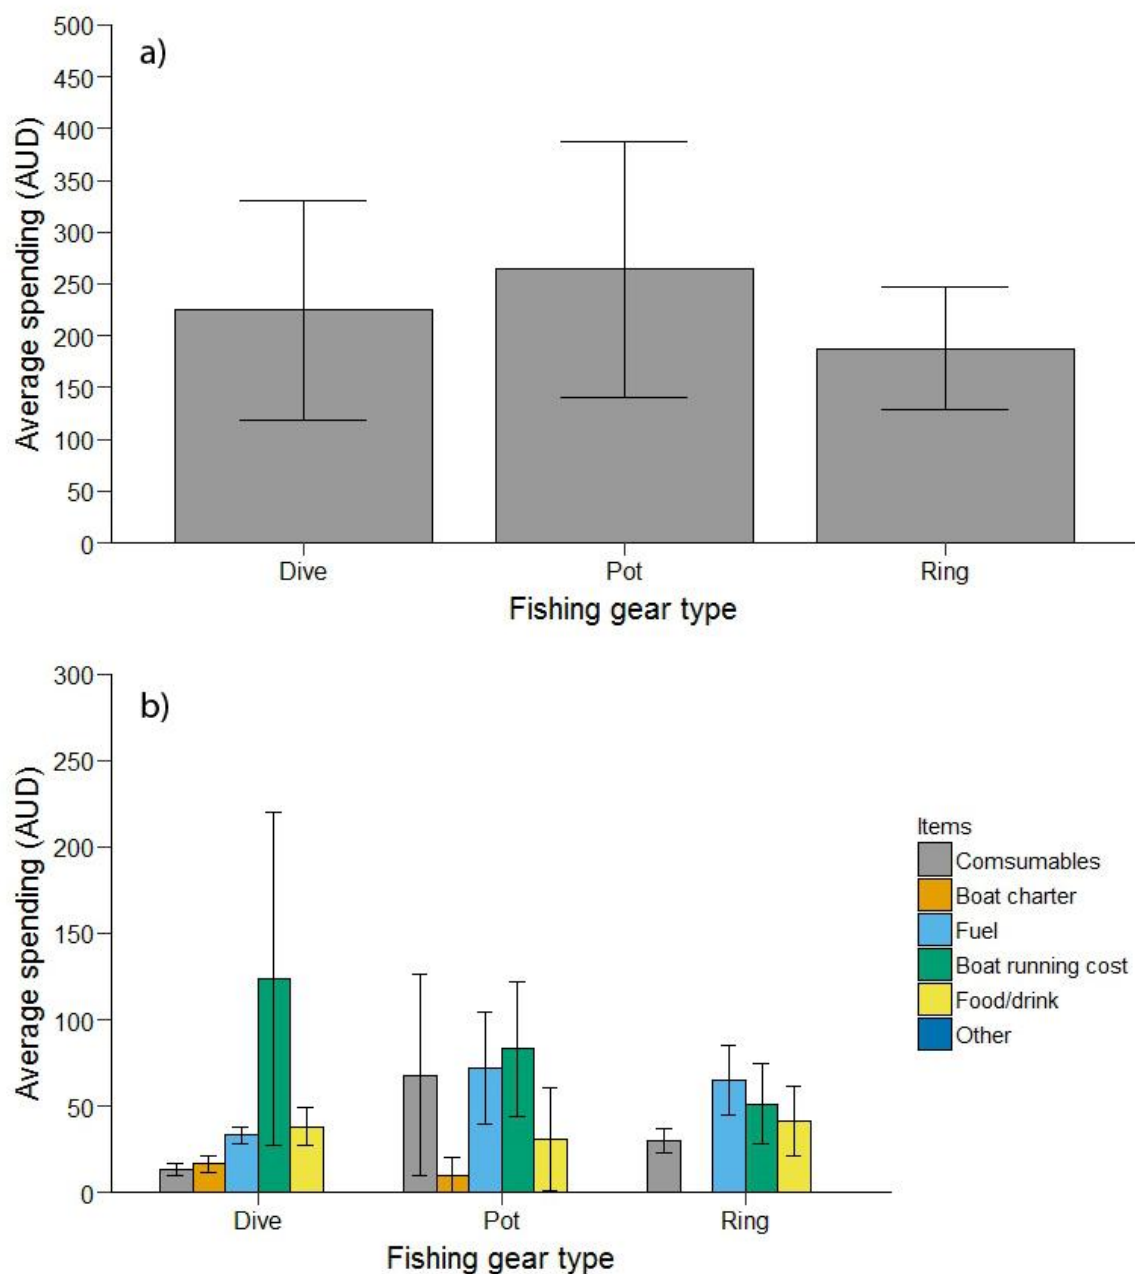 a)
Average spending (AUD)
500
450
400
350
300
250
200
150
100
50
0
Dive Pot Ring
Fishing gear type
b)
Average spending (AUD)
300
250
200
150
100
50
0
Dive Pot Ring
Fishing gear type
Items
Comsumables
Boat charter
Fuel
Boat running cost
Food/drink
Other